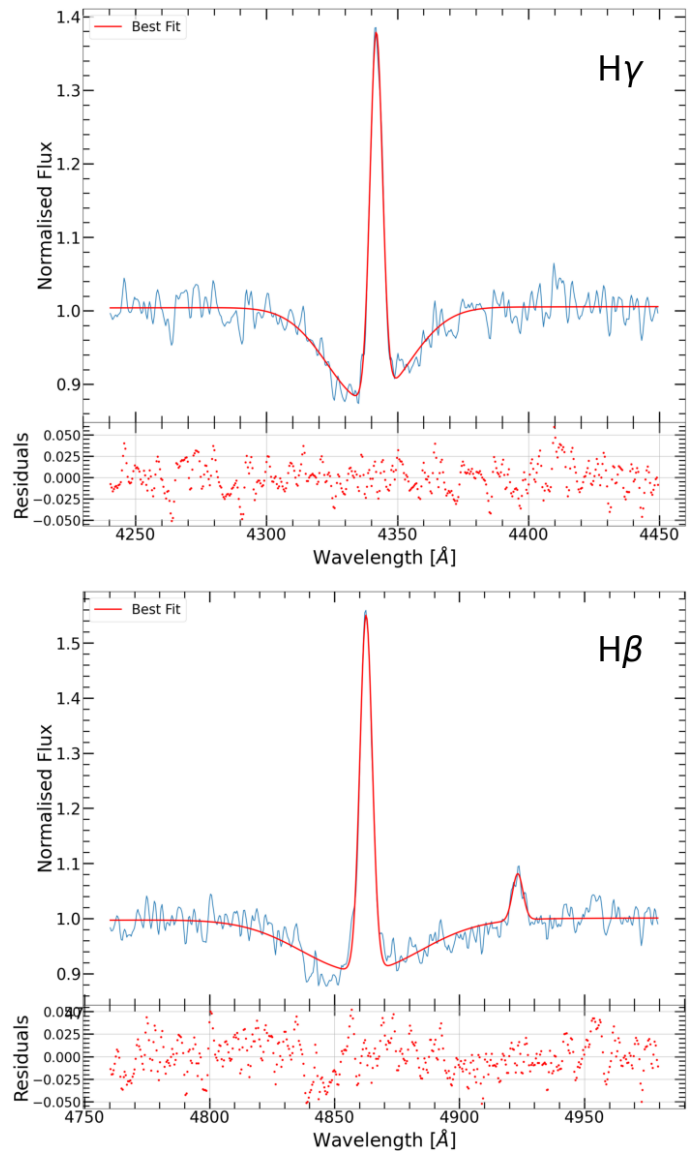 1.4
Best Fit
Hγ
1.3
1.2
1.1
1.0
0.9
Normalised Flux
0.050
0.025
0.000
−0.025
−0.050
Residuals
4250 4300 4350 4400 4450
Wavelength [Å]
Best Fit
Hβ
1.5
1.4
1.3
1.2
1.1
1.0
0.9
Normalised Flux
47
0.050
0.025
0.000
−0.025
−0.050
Residuals
4750 4800 4850 4900 4950
Wavelength [Å]